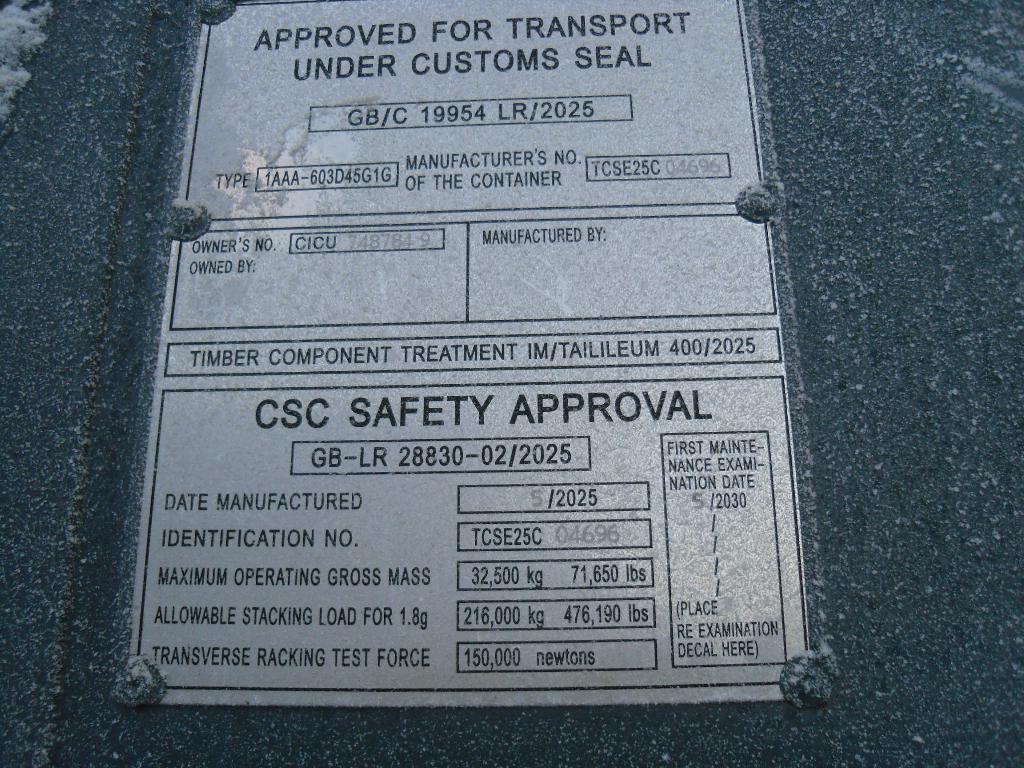 APPROVED FOR TRANSPORT
UNDER CUSTOMS SEAL
GB/C 19954 LR/2025
TYPE 1AAA-603D45G1G MANUFACTURER'S NO. OF THE CONTAINER TCSE25C 04696
OWNER'S NO. CICU 748784 9
OWNED BY:
MANUFACTURED BY:
TIMBER COMPONENT TREATMENT IM/TAILILEUM 400/2025
CSC SAFETY APPROVAL
GB-LR 28830-02/2025
DATE MANUFACTURED 5/2025
IDENTIFICATION NO. TCSE25C 04696
MAXIMUM OPERATING GROSS MASS 32,500 kg 71,650 lbs
ALLOWABLE STACKING LOAD FOR 1.8g 216,000 kg 476,190 lbs
TRANSVERSE RACKING TEST FORCE 150,000 newtons
FIRST MAINTE-
NANCE EXAMI-
NATION DATE
5/2030
/
/
/
/
(PLACE
RE EXAMINATION
DECAL HERE)